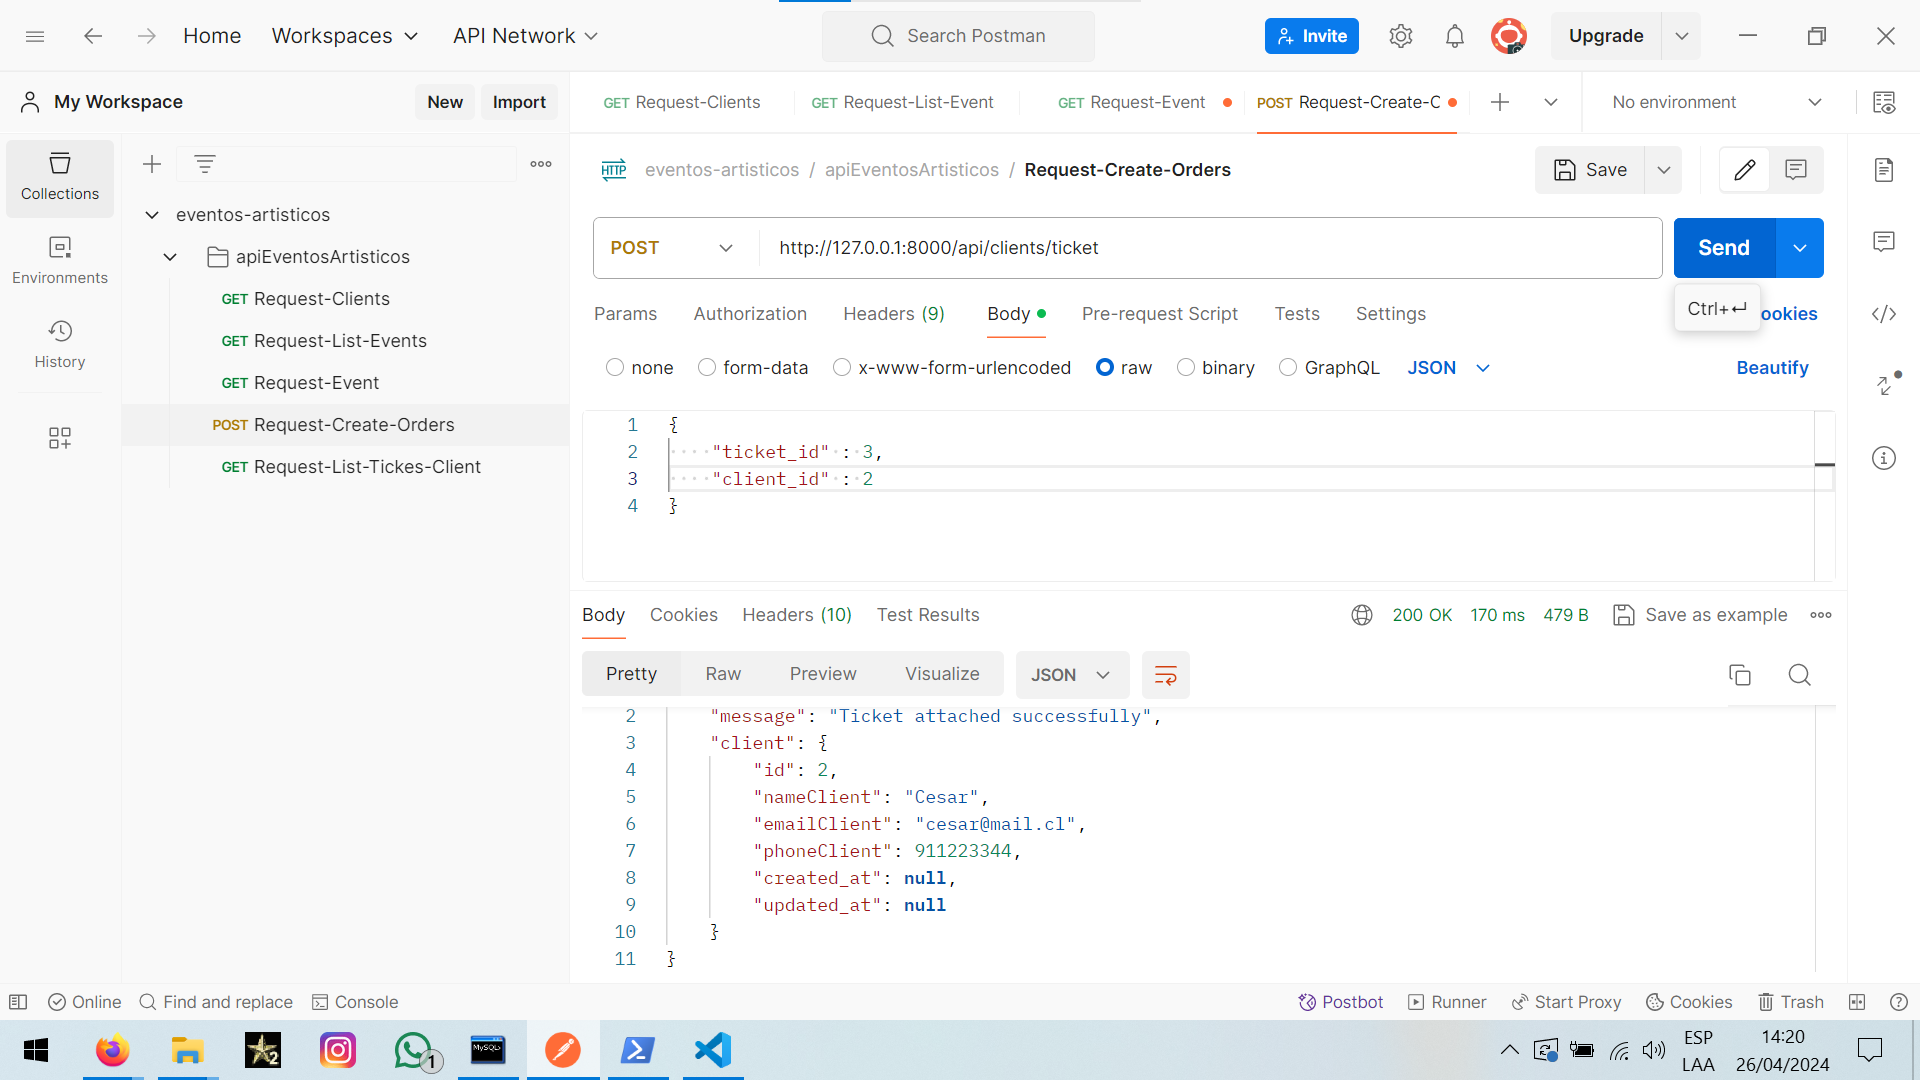 Home
Workspaces
API Network
Search Postman
Invite
Upgrade
My Workspace
New
Import
GET Request-Clients
GET Request-List-Event
GET Request-Event
POST Request-Create-O
No environment
Collections
Environments
History
eventos-artisticos
apiEventosArtisticos
GET Request-Clients
GET Request-List-Events
GET Request-Event
POST Request-Create-Orders
GET Request-List-Tickes-Client
HTTP
eventos-artisticos / apiEventosArtisticos / Request-Create-Orders
Save
POST
http://127.0.0.1:8000/api/clients/ticket
Send
Ctrl+↵
ookies
Params
Authorization
Headers (9)
Body
Pre-request Script
Tests
Settings
none
form-data
x-www-form-urlencoded
raw
binary
GraphQL
JSON
Beautify
1 {
2 "ticket_id" : 3,
3 "client_id" : 2
4 }
Body
Cookies
Headers (10)
Test Results
200 OK
170 ms
479 B
Save as example
Pretty
Raw
Preview
Visualize
JSON
2 "message": "Ticket attached successfully",
3 "client": {
4 "id": 2,
5 "nameClient": "Cesar",
6 "emailClient": "cesar@mail.cl",
7 "phoneClient": 911223344,
8 "created_at": null,
9 "updated_at": null
10 }
11 }
Online
Find and replace
Console
Postbot
Runner
Start Proxy
Cookies
Trash
2
1
MySQL
ESP
LAA
14:20
26/04/2024